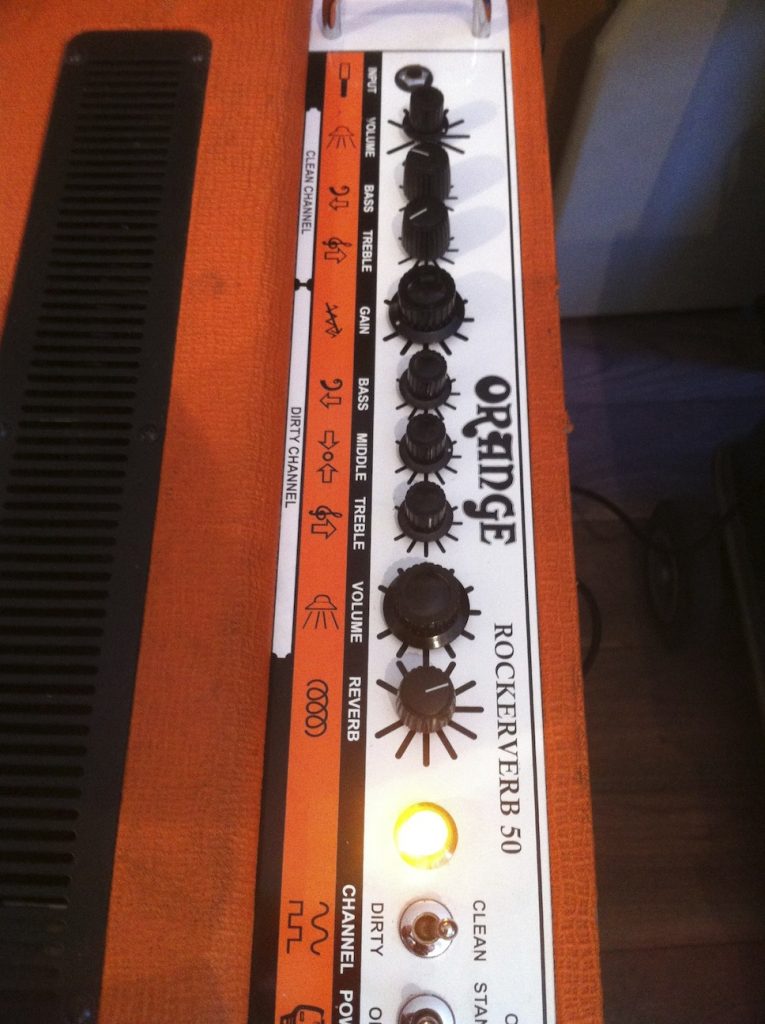 ORANGE
ROCKERVERB 50
INPUT
VOLUME
BASS
TREBLE
GAIN
BASS
MIDDLE
TREBLE
VOLUME
REVERB
CHANNEL
CLEAN CHANNEL
DIRTY CHANNEL
CLEAN
DIRTY